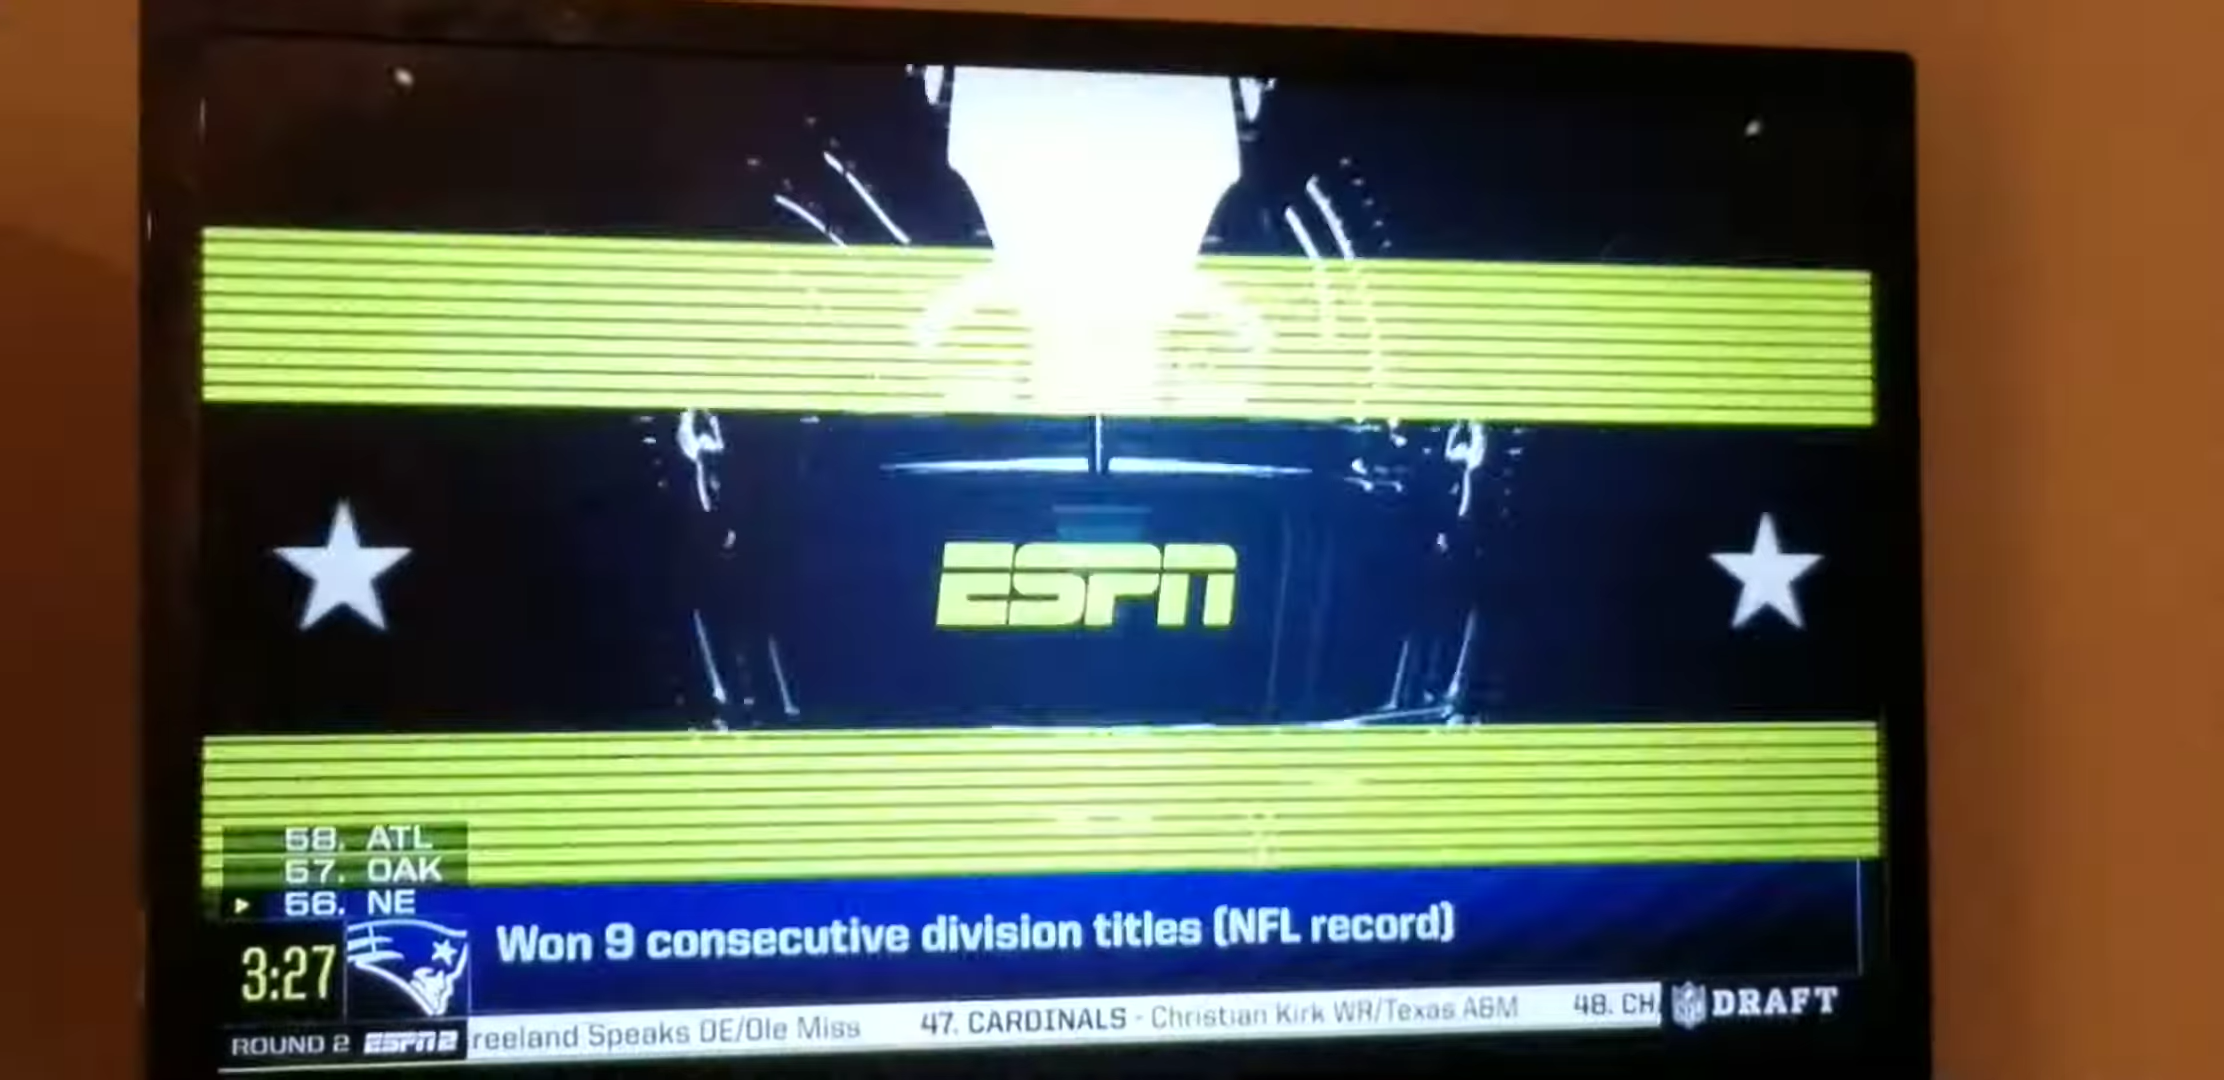 ESPN
58. ATL
57. OAK
56. NE
3:27
Won 9 consecutive division titles (NFL record)
ROUND 2 ESPN2
reeland Speaks DE/Ole Miss 47. CARDINALS - Christian Kirk WR/Texas A&M 48. CH
NFL DRAFT